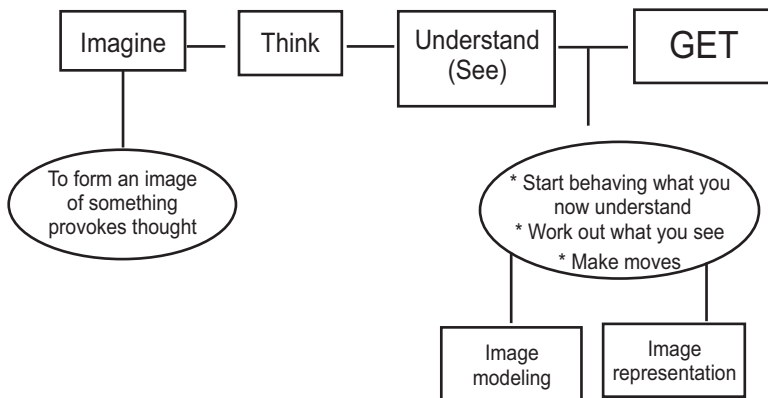 Imagine
Think
Understand
(See)
GET
To form an image
of something
provokes thought
* Start behaving what you
now understand
* Work out what you see
* Make moves
Image
modeling
Image
representation